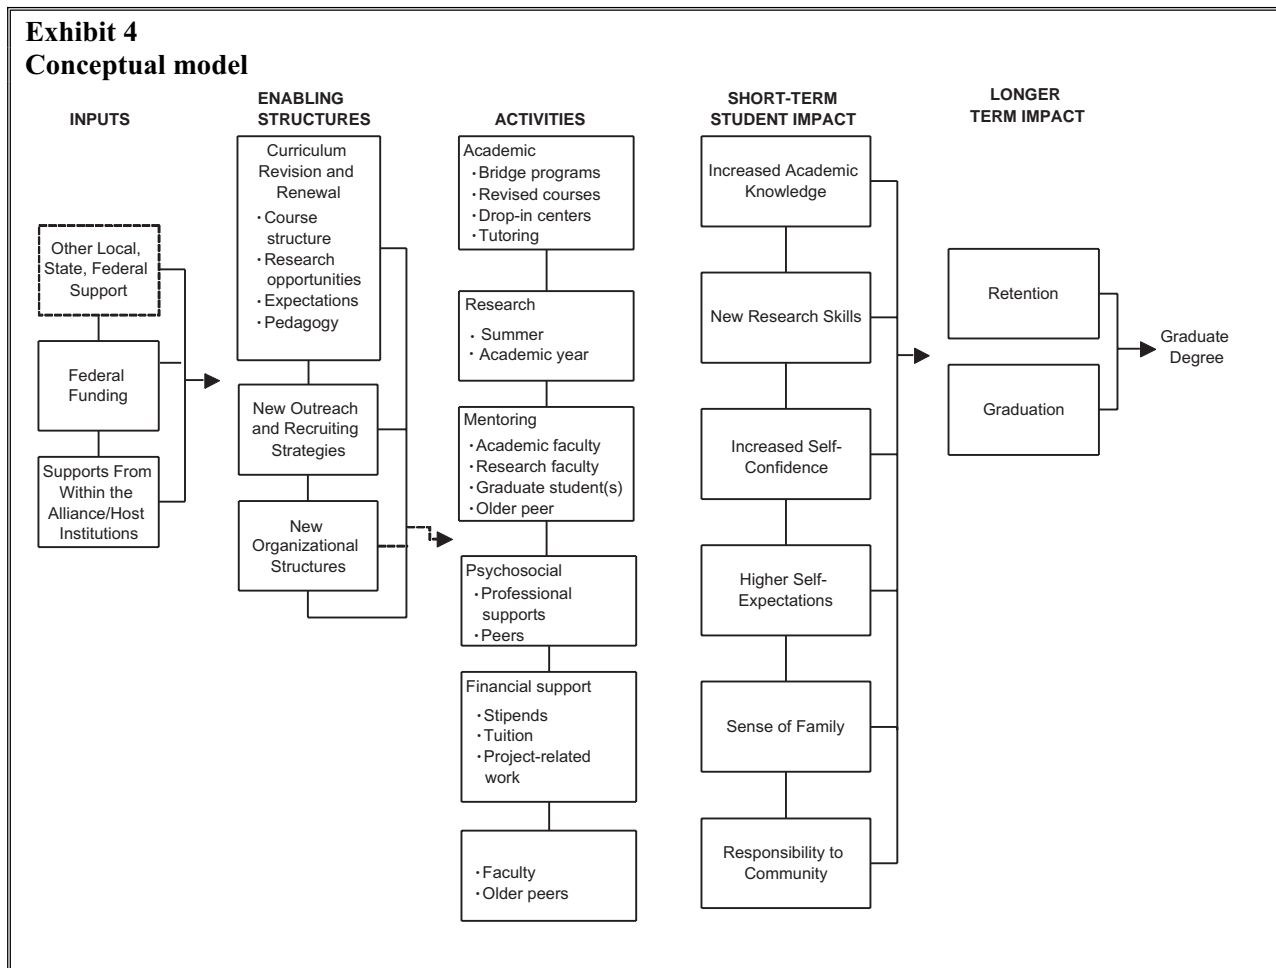 Exhibit 4
Conceptual model
INPUTS
Other Local,
State, Federal
Support
Federal
Funding
Supports From
Within the
Alliance/Host
Institutions
ENABLING
STRUCTURES
Curriculum
Revision and
Renewal
· Course
structure
· Research
opportunities
· Expectations
· Pedagogy
New Outreach
and Recruiting
Strategies
New
Organizational
Structures
ACTIVITIES
Academic
· Bridge programs
· Revised courses
· Drop-in centers
· Tutoring
Research
· Summer
· Academic year
Mentoring
· Academic faculty
· Research faculty
· Graduate student(s)
· Older peer
Psychosocial
· Professional
supports
· Peers
Financial support
· Stipends
· Tuition
· Project-related
work
· Faculty
· Older peers
SHORT-TERM
STUDENT IMPACT
Increased Academic
Knowledge
New Research Skills
Increased Self-
Confidence
Higher Self-
Expectations
Sense of Family
Responsibility to
Community
LONGER
TERM IMPACT
Retention
Graduation
Graduate
Degree